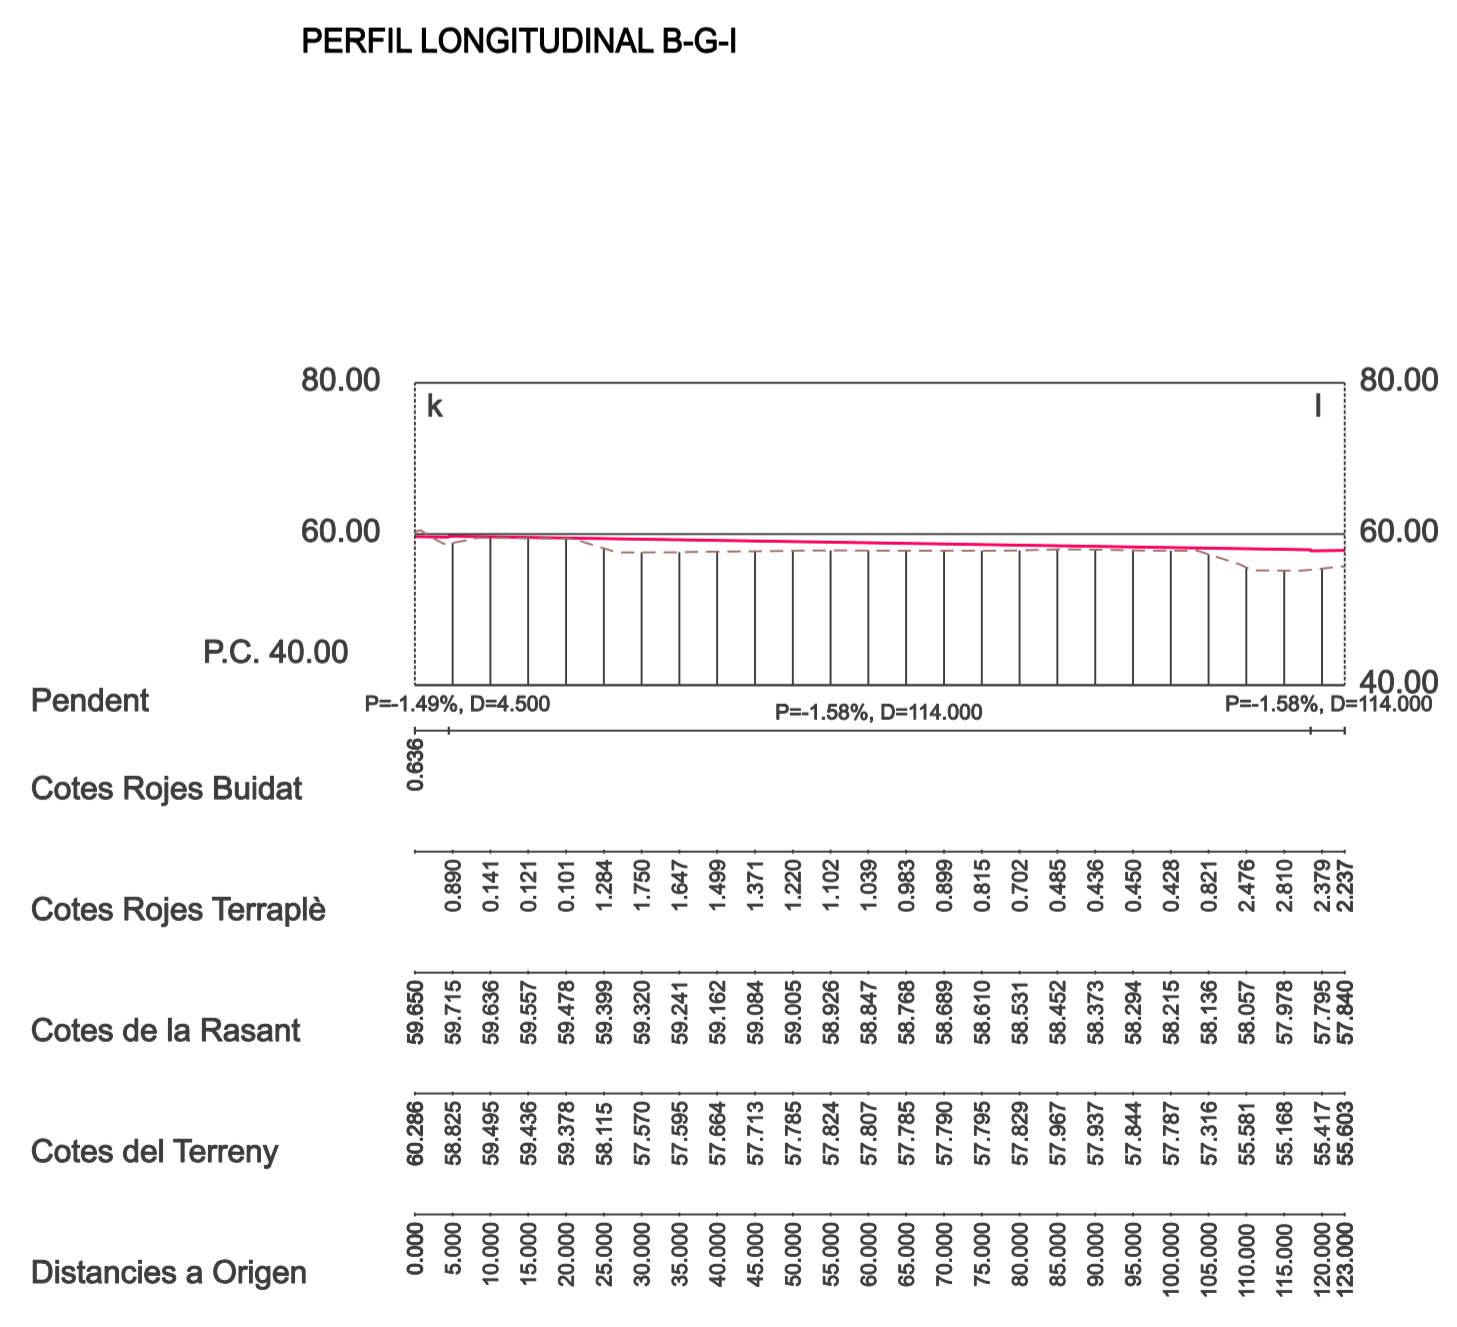 PERFIL LONGITUDINAL B-G-I
80.00 80.00
k l
60.00 60.00
P.C. 40.00 40.00
Pendent P=-1.49%, D=4.500 P=-1.58%, D=114.000 P=-1.58%, D=114.000
Cotes Rojes Buidat 0.636
Cotes Rojes Terraplè 0.890 0.141 0.121 0.101 1.284 1.750 1.647 1.499 1.371 1.220 1.102 1.039 0.983 0.899 0.815 0.702 0.485 0.436 0.450 0.428 0.821 2.476 2.810 2.379 2.237
Cotes de la Rasant 59.650 59.715 59.636 59.557 59.478 59.399 59.320 59.241 59.162 59.084 59.005 58.926 58.847 58.768 58.689 58.610 58.531 58.452 58.373 58.294 58.215 58.136 58.057 57.978 57.795 57.840
Cotes del Terreny 60.286 58.825 59.495 59.436 59.378 58.115 57.570 57.595 57.664 57.713 57.785 57.824 57.807 57.785 57.790 57.795 57.829 57.967 57.937 57.844 57.787 57.316 55.581 55.168 55.417 55.603
Distancies a Origen 0.000 5.000 10.000 15.000 20.000 25.000 30.000 35.000 40.000 45.000 50.000 55.000 60.000 65.000 70.000 75.000 80.000 85.000 90.000 95.000 100.000 105.000 110.000 115.000 120.000 123.000